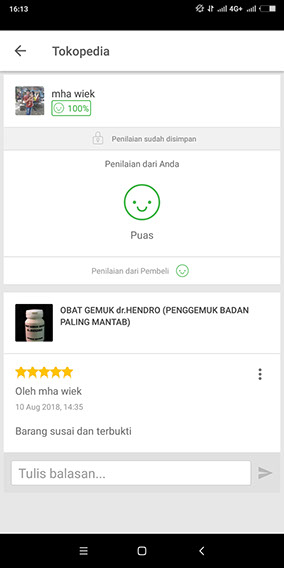 16:13
4G+
Tokopedia
mha wiek
100%
Penilaian sudah disimpan
Penilaian dari Anda
Puas
Penilaian dari Pembeli
OBAT GEMUK dr.HENDRO (PENGGEMUK BADAN
PALING MANTAB)
Oleh mha wiek
10 Aug 2018, 14:35
Barang susai dan terbukti
Tulis balasan...